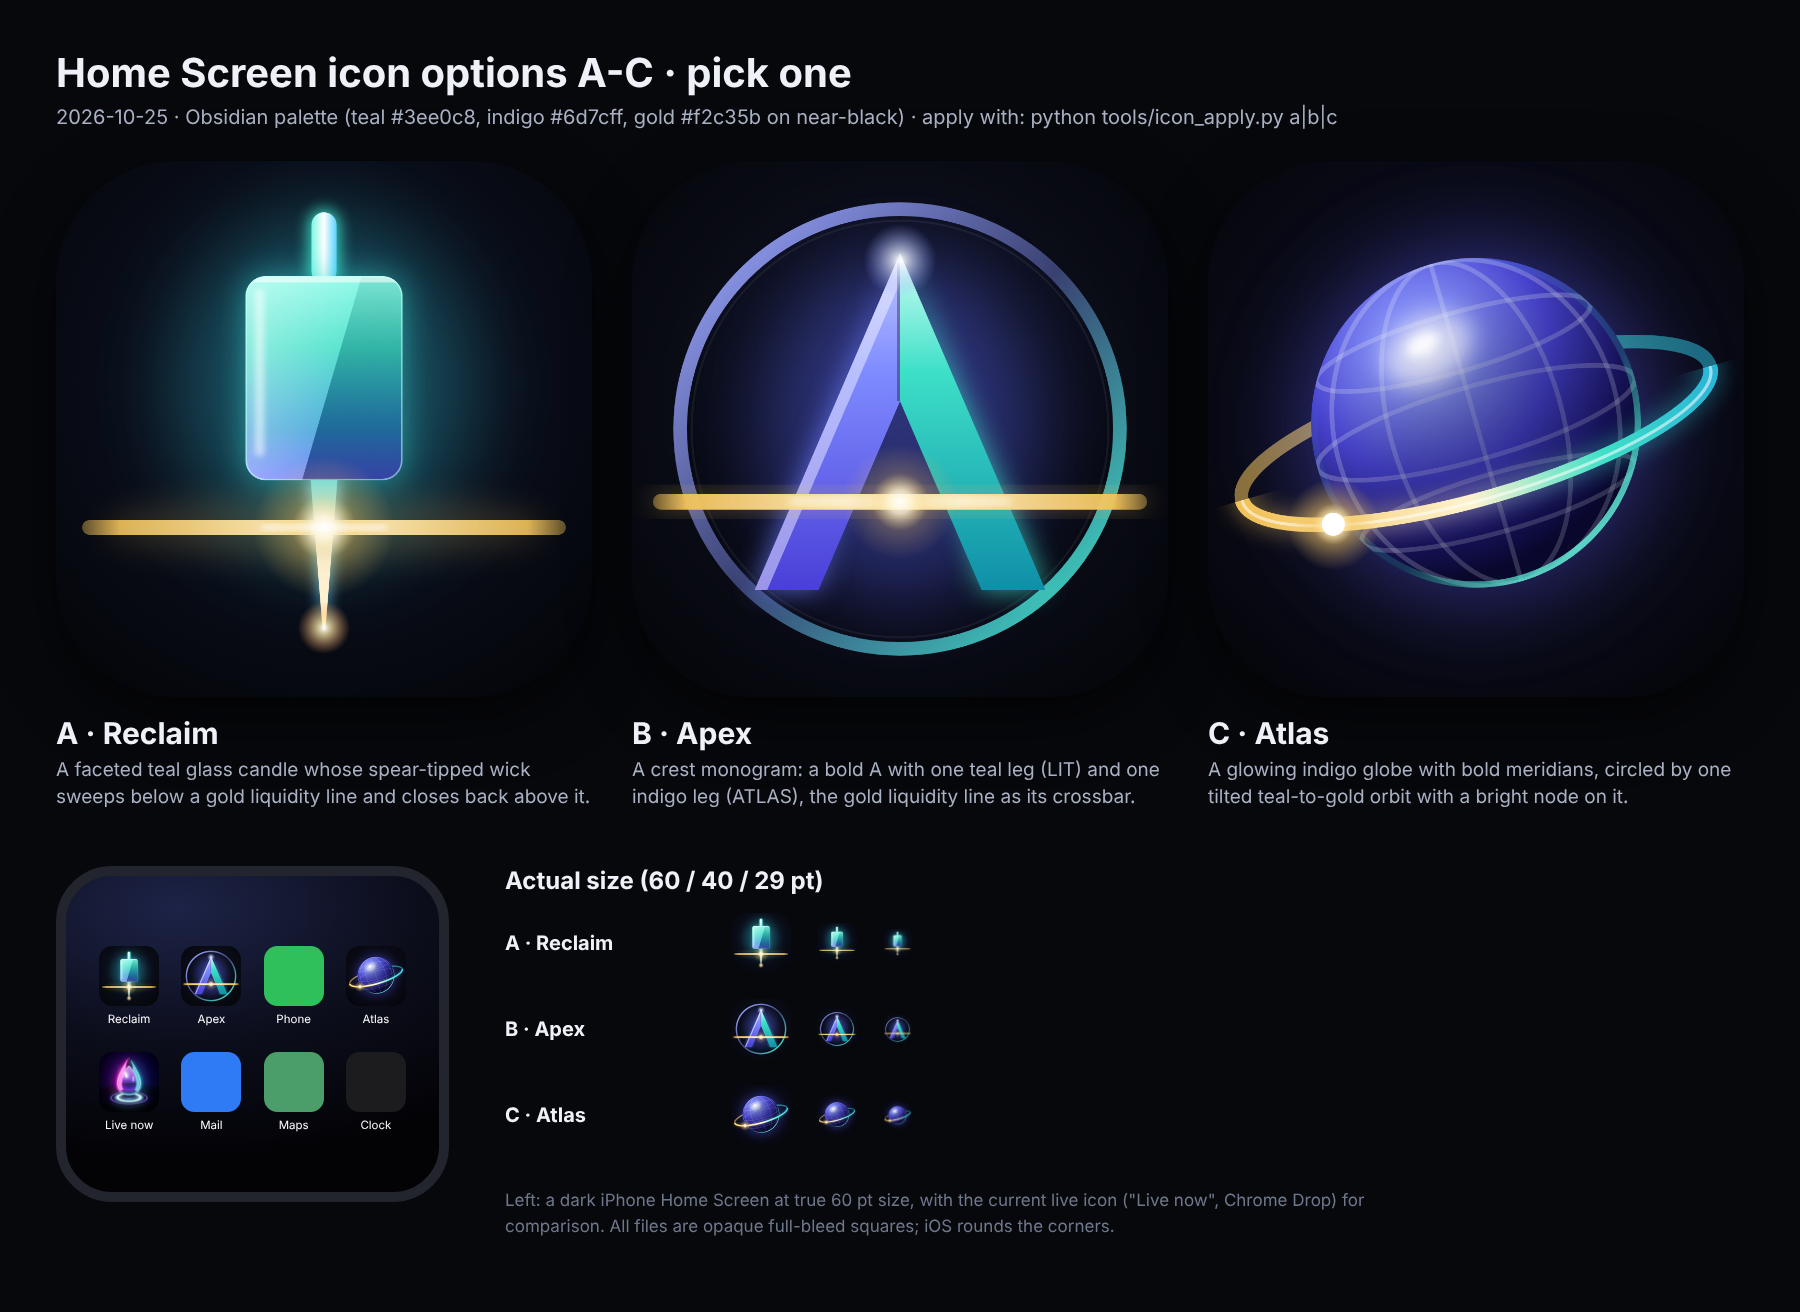 Home Screen icon options A-C · pick one
2026-10-25 · Obsidian palette (teal #3ee0c8, indigo #6d7cff, gold #f2c35b on near-black) · apply with: python tools/icon_apply.py a|b|c
A · Reclaim
A faceted teal glass candle whose spear-tipped wick
sweeps below a gold liquidity line and closes back above it.
B · Apex
A crest monogram: a bold A with one teal leg (LIT) and one
indigo leg (ATLAS), the gold liquidity line as its crossbar.
C · Atlas
A glowing indigo globe with bold meridians, circled by one
tilted teal-to-gold orbit with a bright node on it.
Reclaim Apex Phone Atlas
Live now Mail Maps Clock
Actual size (60 / 40 / 29 pt)
A · Reclaim
B · Apex
C · Atlas
Left: a dark iPhone Home Screen at true 60 pt size, with the current live icon ("Live now", Chrome Drop) for
comparison. All files are opaque full-bleed squares; iOS rounds the corners.